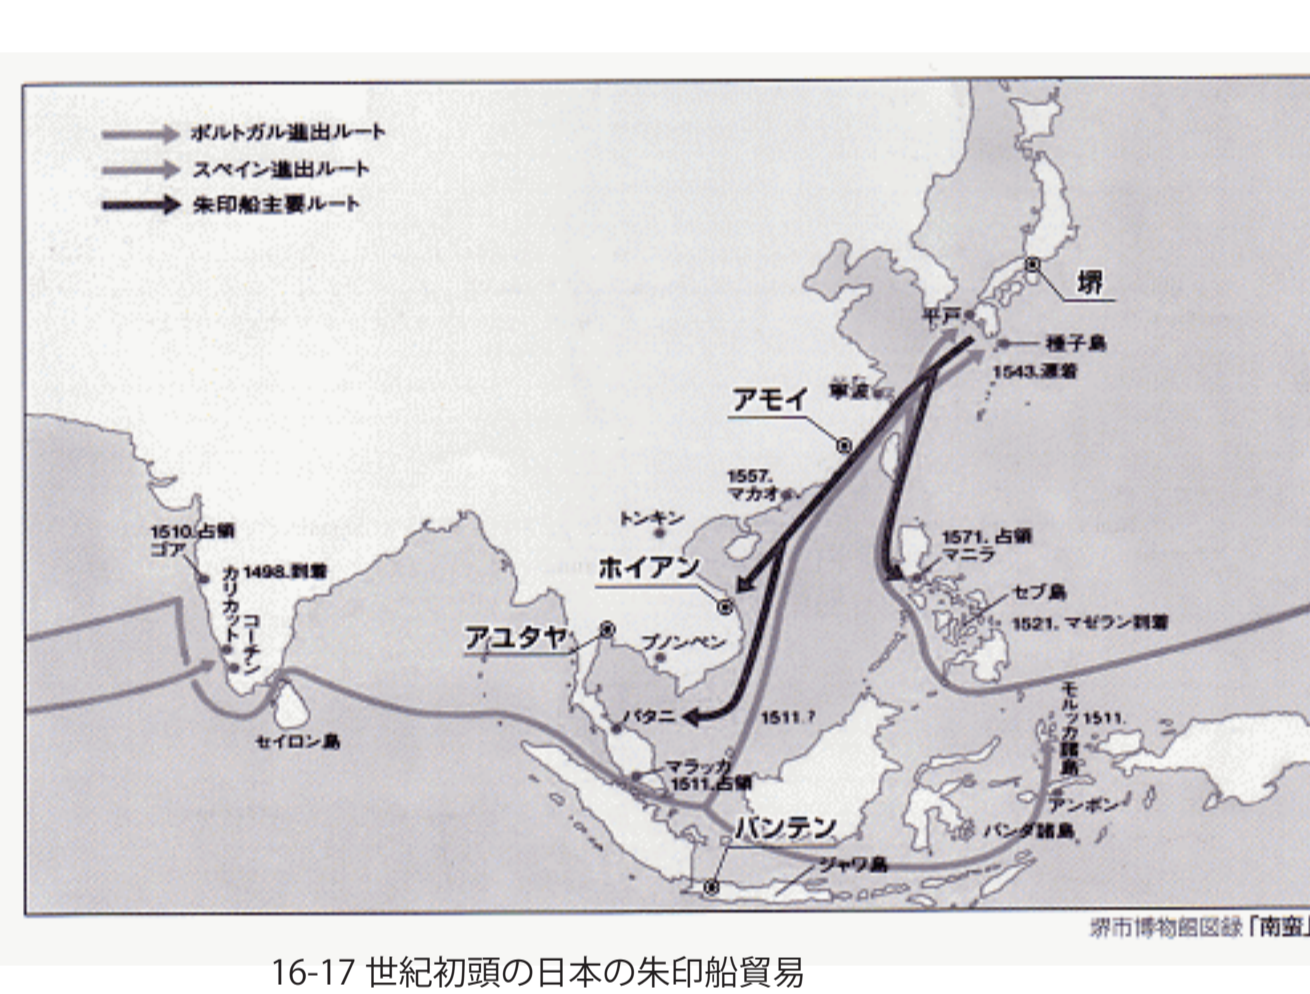 ポルトガル進出ルート
スペイン進出ルート
朱印船主要ルート
堺
平戸
種子島
1543.漂着
寧波
アモイ
1557.
マカオ
トンキン
1510.占領
ゴア
1571. 占領
マニラ
ホイアン
カリカット
1498.到着
セブ島
コーチン
1521. マゼラン到着
アユタヤ
プノンペン
モルッカ諸島
1511.
パタニ
1511.?
セイロン島
マラッカ
1511.占領
アンボン
バンテン
バンダ諸島
ジャワ島
堺市博物館図録「南蛮」
16-17 世紀初頭の日本の朱印船貿易